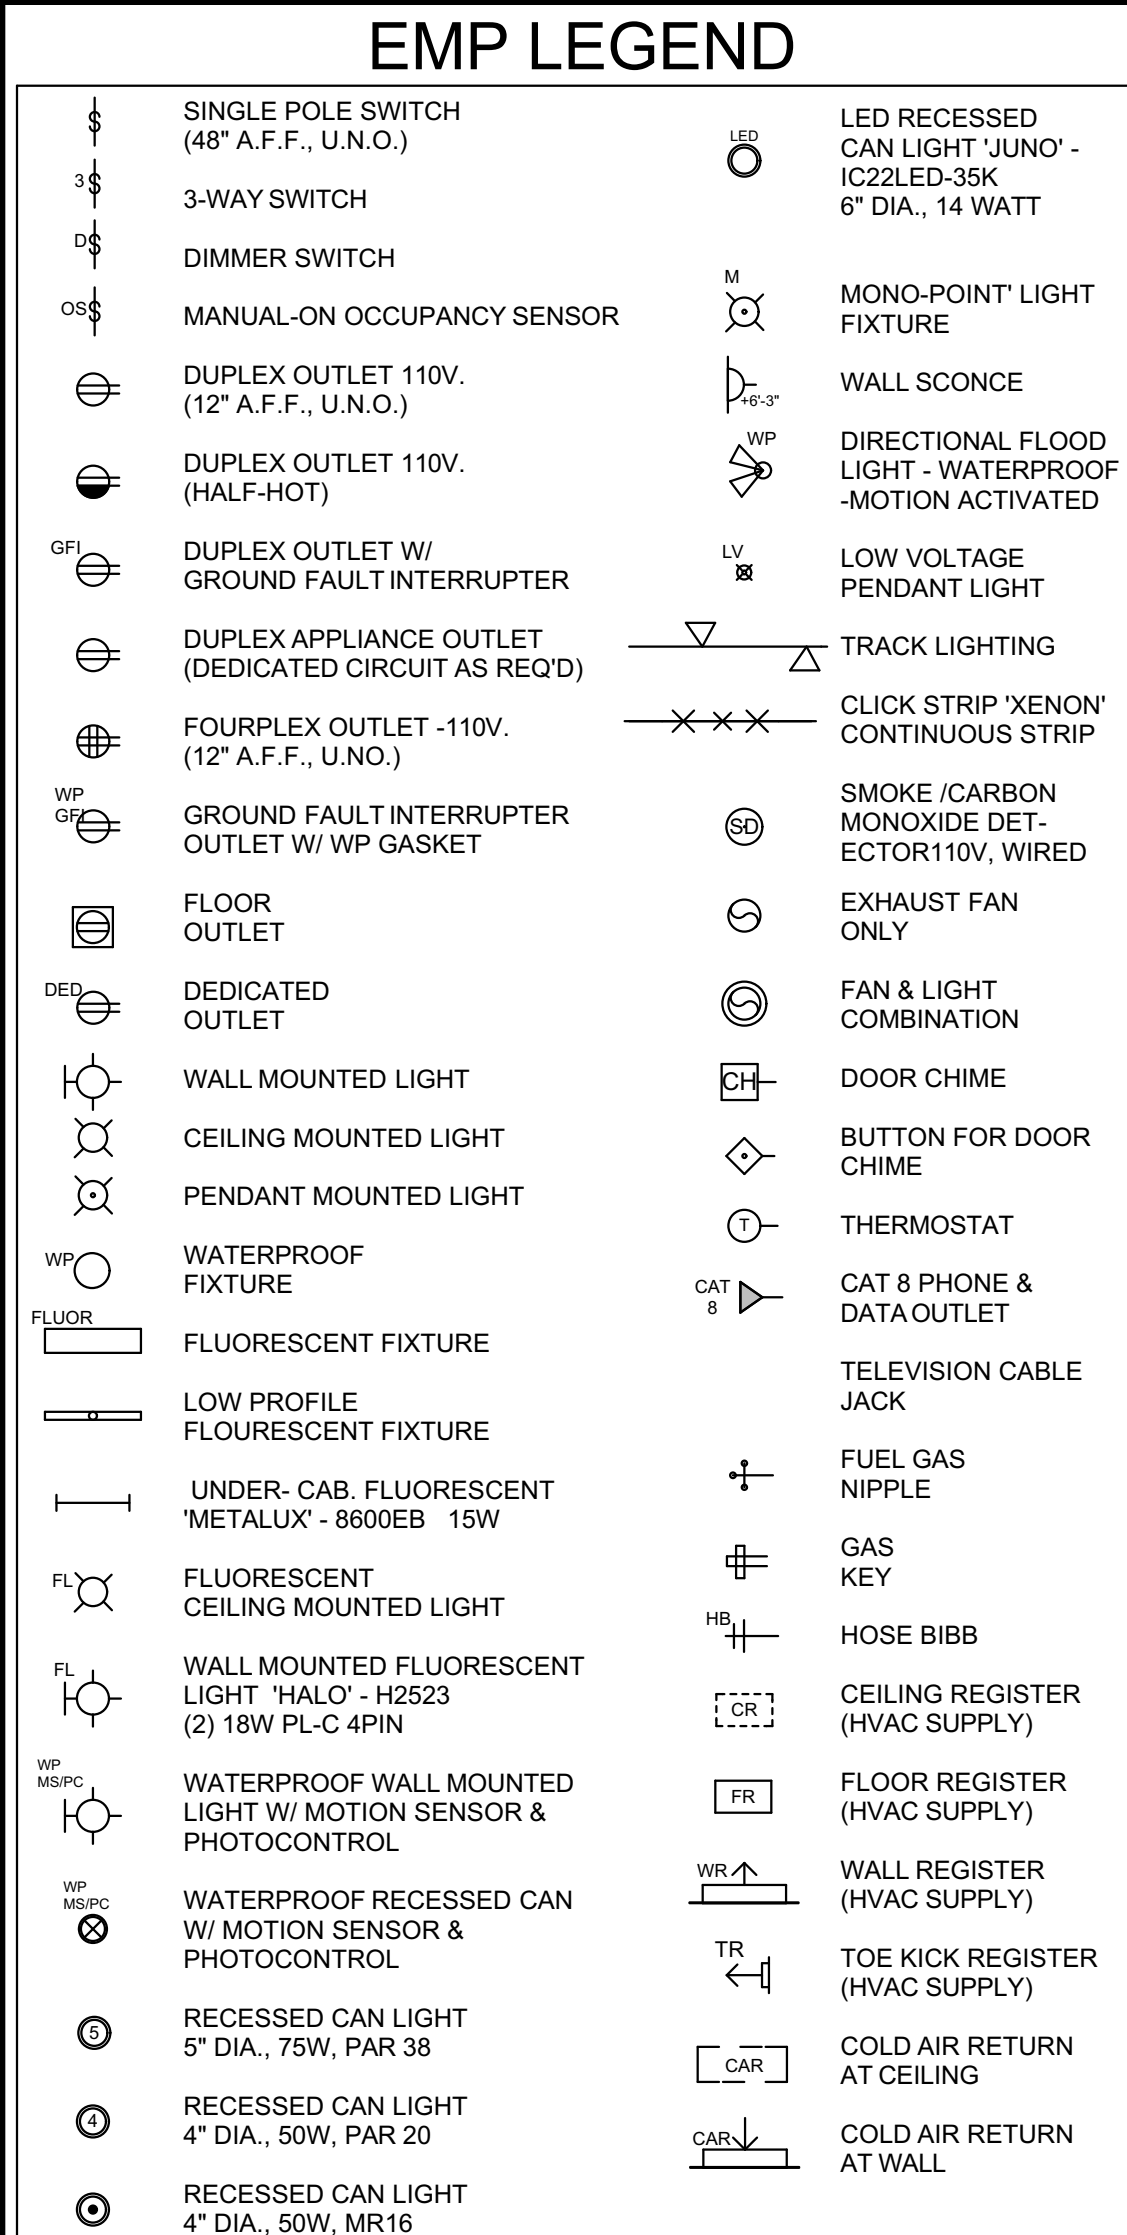 EMP LEGEND
$
SINGLE POLE SWITCH
(48" A.F.F., U.N.O.)
3 $
3-WAY SWITCH
D$
DIMMER SWITCH
OS$
MANUAL-ON OCCUPANCY SENSOR
DUPLEX OUTLET 110V.
(12" A.F.F., U.N.O.)
DUPLEX OUTLET 110V.
(HALF-HOT)
GFI
DUPLEX OUTLET W/
GROUND FAULT INTERRUPTER
DUPLEX APPLIANCE OUTLET
(DEDICATED CIRCUIT AS REQ'D)
FOURPLEX OUTLET -110V.
(12" A.F.F., U.NO.)
WP
GFI
GROUND FAULT INTERRUPTER
OUTLET W/ WP GASKET
FLOOR
OUTLET
DED
DEDICATED
OUTLET
WALL MOUNTED LIGHT
CEILING MOUNTED LIGHT
PENDANT MOUNTED LIGHT
WP
WATERPROOF
FIXTURE
FLUOR
FLUORESCENT FIXTURE
LOW PROFILE
FLOURESCENT FIXTURE
UNDER- CAB. FLUORESCENT
'METALUX' - 8600EB 15W
FL
FLUORESCENT
CEILING MOUNTED LIGHT
FL
WALL MOUNTED FLUORESCENT
LIGHT 'HALO' - H2523
(2) 18W PL-C 4PIN
WP
MS/PC
WATERPROOF WALL MOUNTED
LIGHT W/ MOTION SENSOR &
PHOTOCONTROL
WP
MS/PC
WATERPROOF RECESSED CAN
W/ MOTION SENSOR &
PHOTOCONTROL
5
RECESSED CAN LIGHT
5" DIA., 75W, PAR 38
4
RECESSED CAN LIGHT
4" DIA., 50W, PAR 20
RECESSED CAN LIGHT
4" DIA., 50W, MR16
LED
LED RECESSED
CAN LIGHT 'JUNO' -
IC22LED-35K
6" DIA., 14 WATT
M
MONO-POINT' LIGHT
FIXTURE
+6'-3"
WALL SCONCE
WP
DIRECTIONAL FLOOD
LIGHT - WATERPROOF
-MOTION ACTIVATED
LV
LOW VOLTAGE
PENDANT LIGHT
TRACK LIGHTING
CLICK STRIP 'XENON'
CONTINUOUS STRIP
SD
SMOKE /CARBON
MONOXIDE DET-
ECTOR110V, WIRED
EXHAUST FAN
ONLY
FAN & LIGHT
COMBINATION
CH
DOOR CHIME
BUTTON FOR DOOR
CHIME
T
THERMOSTAT
CAT
8
CAT 8 PHONE &
DATA OUTLET
TELEVISION CABLE
JACK
FUEL GAS
NIPPLE
GAS
KEY
HB
HOSE BIBB
CR
CEILING REGISTER
(HVAC SUPPLY)
FR
FLOOR REGISTER
(HVAC SUPPLY)
WR
WALL REGISTER
(HVAC SUPPLY)
TR
TOE KICK REGISTER
(HVAC SUPPLY)
CAR
COLD AIR RETURN
AT CEILING
CAR
COLD AIR RETURN
AT WALL